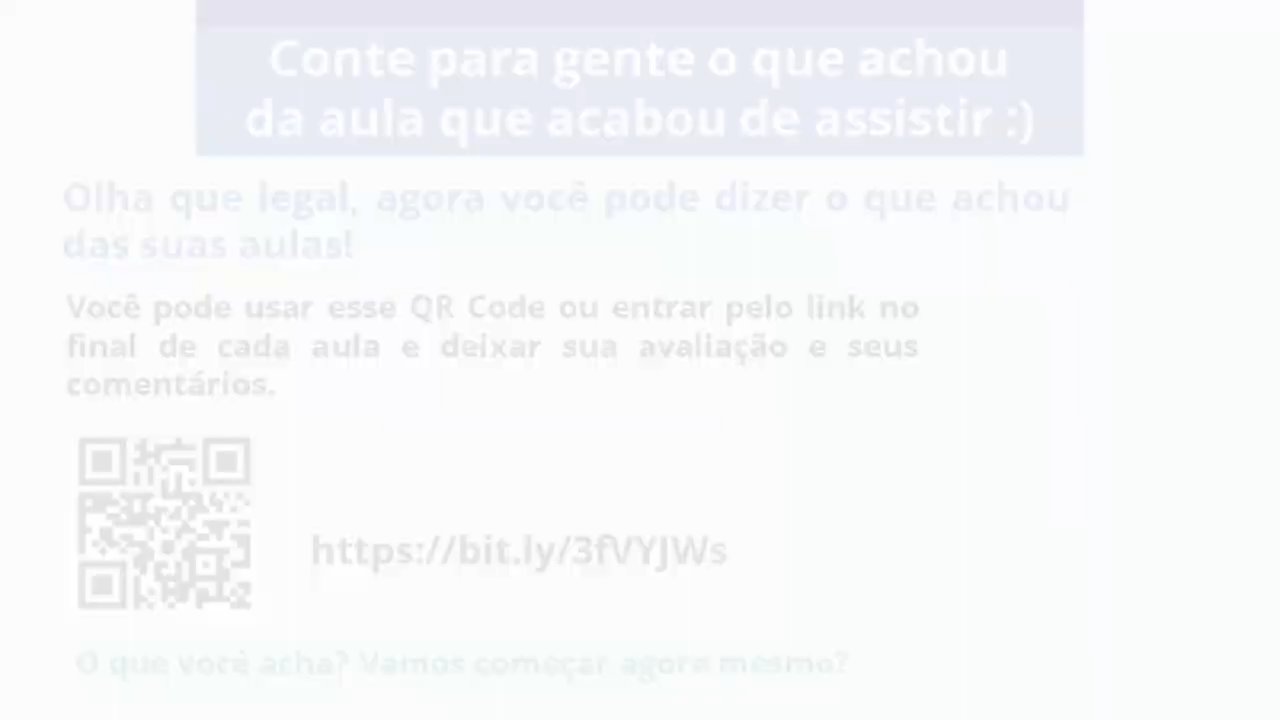 Conte para gente o que achou
da aula que acabou de assistir :)
Olha que legal, agora você pode dizer o que achou
das suas aulas!
Você pode usar esse QR Code ou entrar pelo link no
final de cada aula e deixar sua avaliação e seus
comentários.
https://bit.ly/3fVYJWs
O que você acha? Vamos começar agora mesmo?